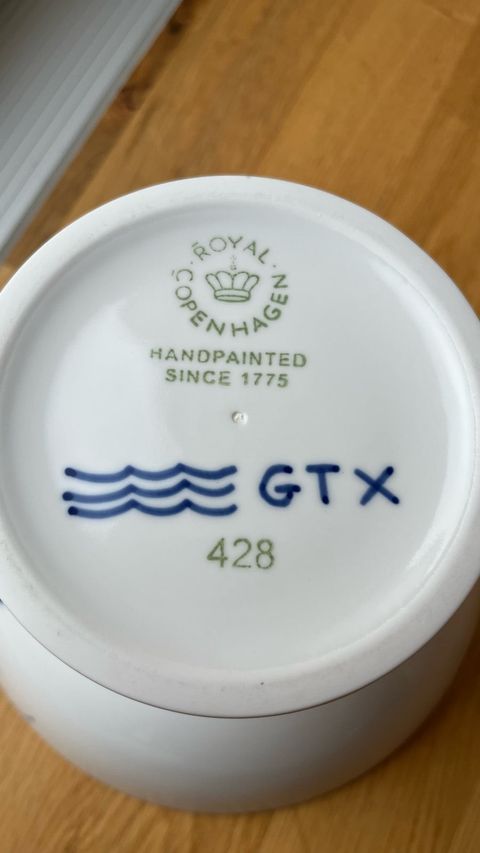 ROYAL
COPENHAGEN
HANDPAINTED
SINCE 1775
GTX
428